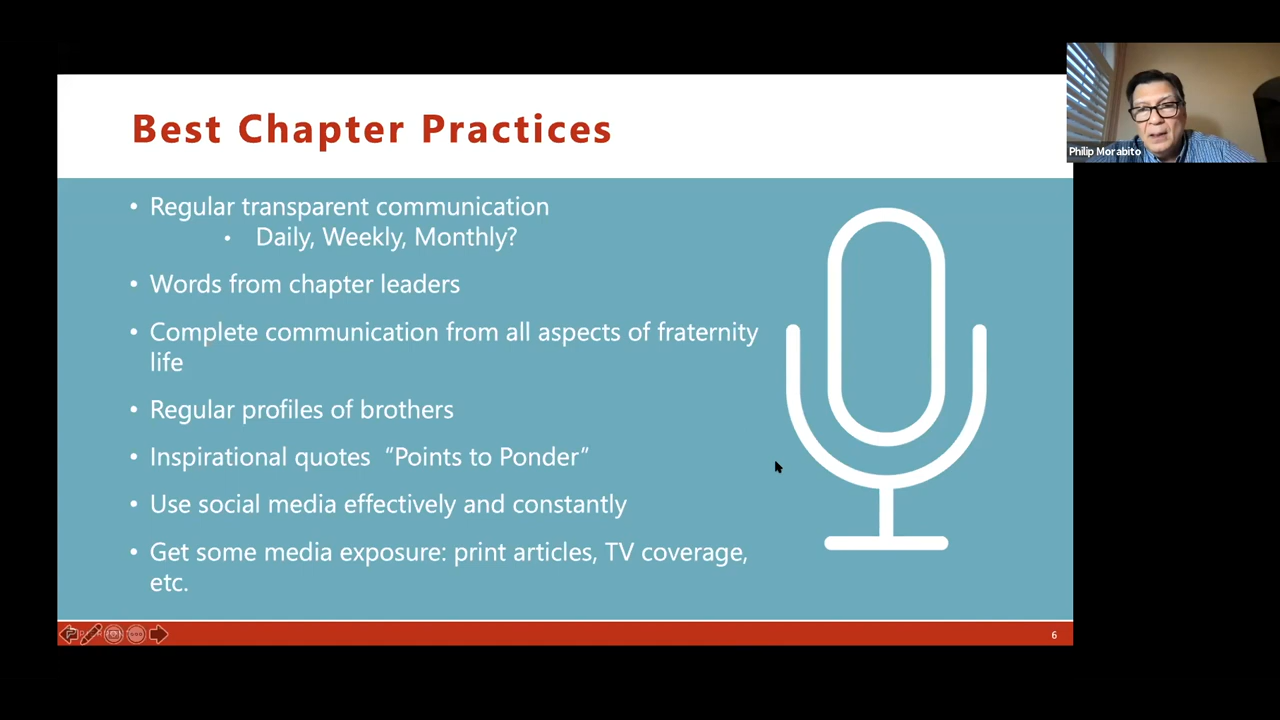 Best Chapter Practices
Philip Morabito
• Regular transparent communication
• Daily, Weekly, Monthly?
• Words from chapter leaders
• Complete communication from all aspects of fraternity
life
• Regular profiles of brothers
• Inspirational quotes “Points to Ponder”
• Use social media effectively and constantly
• Get some media exposure: print articles, TV coverage,
etc.
6